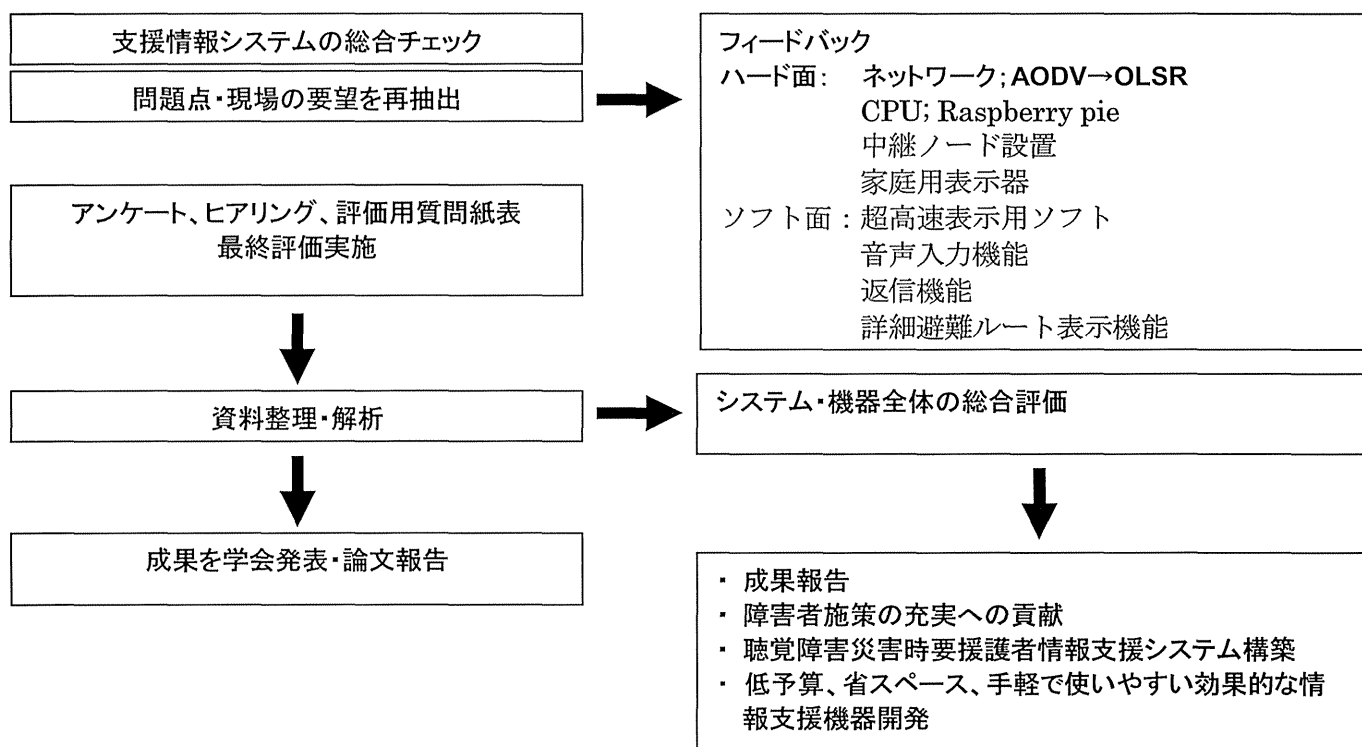 支援情報システムの総合チェック
問題点・現場の要望を再抽出
フィードバック
ハード面： ネットワーク；AODV→OLSR
CPU; Raspberry pie
中継ノード設置
家庭用表示器
ソフト面：超高速表示用ソフト
音声入力機能
返信機能
詳細避難ルート表示機能
アンケート、ヒアリング、評価用質問紙表
最終評価実施
資料整理・解析
システム・機器全体の総合評価
成果を学会発表・論文報告
・ 成果報告
・ 障害者施策の充実への貢献
・ 聴覚障害災害時要援護者情報支援システム構築
・ 低予算、省スペース、手軽で使いやすい効果的な情
報支援機器開発